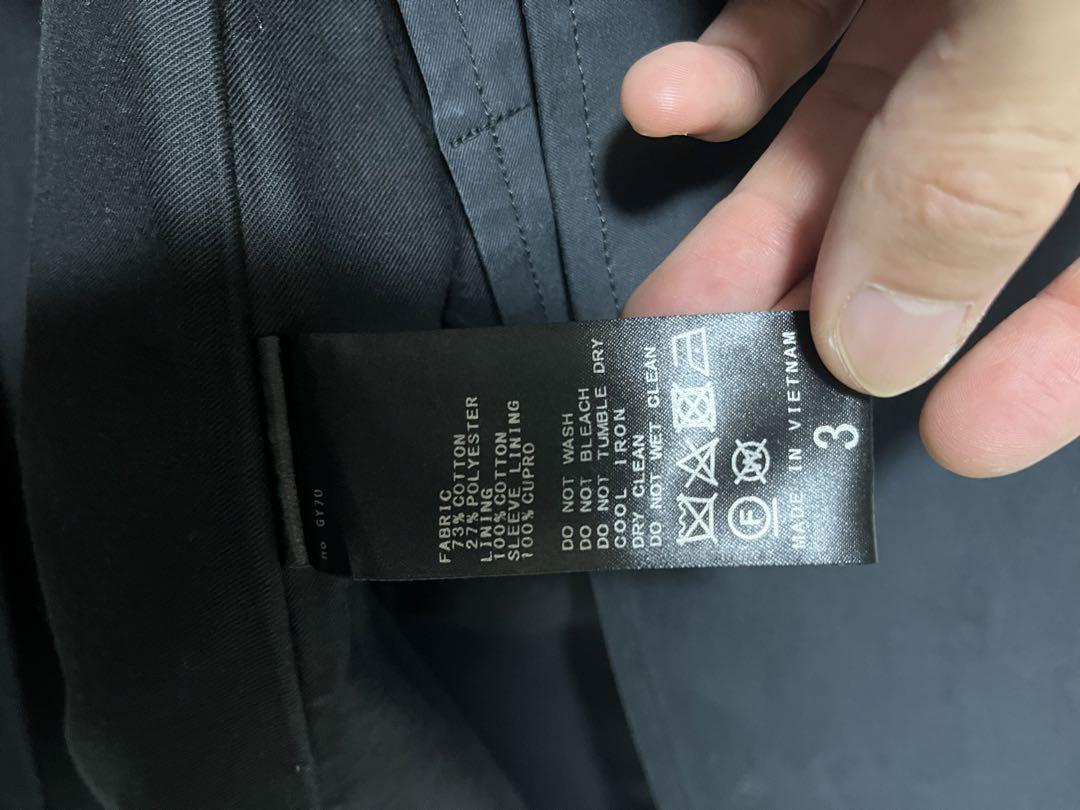 FABRIC
73% COTTON
27% POLYESTER
LINING
100% COTTON
SLEEVE LINING
100% CUPRO
DO NOT WASH
DO NOT BLEACH
DO NOT TUMBLE DRY
COOL IRON
DRY CLEAN
DO NOT WET CLEAN
F
W
MADE IN VIETNAM
3
no GY70